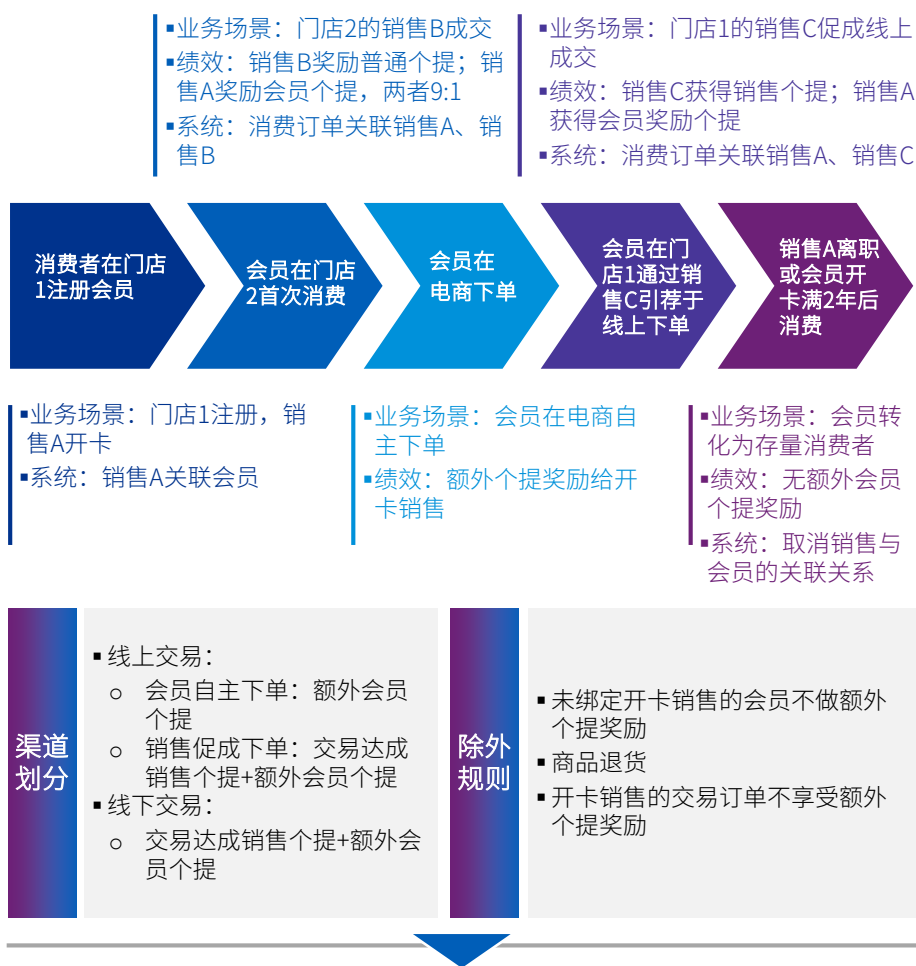 ▪业务场景：门店2的销售B成交
▪绩效：销售B奖励普通个提；销
售A奖励会员个提，两者9:1
▪系统：消费订单关联销售A、销
售B
▪业务场景：门店1的销售C促成线上
成交
▪绩效：销售C获得销售个提；销售A
获得会员奖励个提
▪系统：消费订单关联销售A、销售C
消费者在门店
1注册会员
会员在门店
2首次消费
会员在
电商下单
会员在门
店1通过销
售C引荐于
线上下单
销售A离职
或会员开
卡满2年后
消费
▪业务场景：门店1注册，销
售A开卡
▪系统：销售A关联会员
▪业务场景：会员在电商自
主下单
▪绩效：额外个提奖励给开
卡销售
▪业务场景：会员转
化为存量消费者
▪绩效：无额外会员
个提奖励
▪系统：取消销售与
会员的关联关系
渠道
划分
▪线上交易：
o 会员自主下单：额外会员
个提
o 销售促成下单：交易达成
销售个提+额外会员个提
▪线下交易：
o 交易达成销售个提+额外会
员个提
除外
规则
▪未绑定开卡销售的会员不做额外
个提奖励
▪商品退货
▪开卡销售的交易订单不享受额外
个提奖励